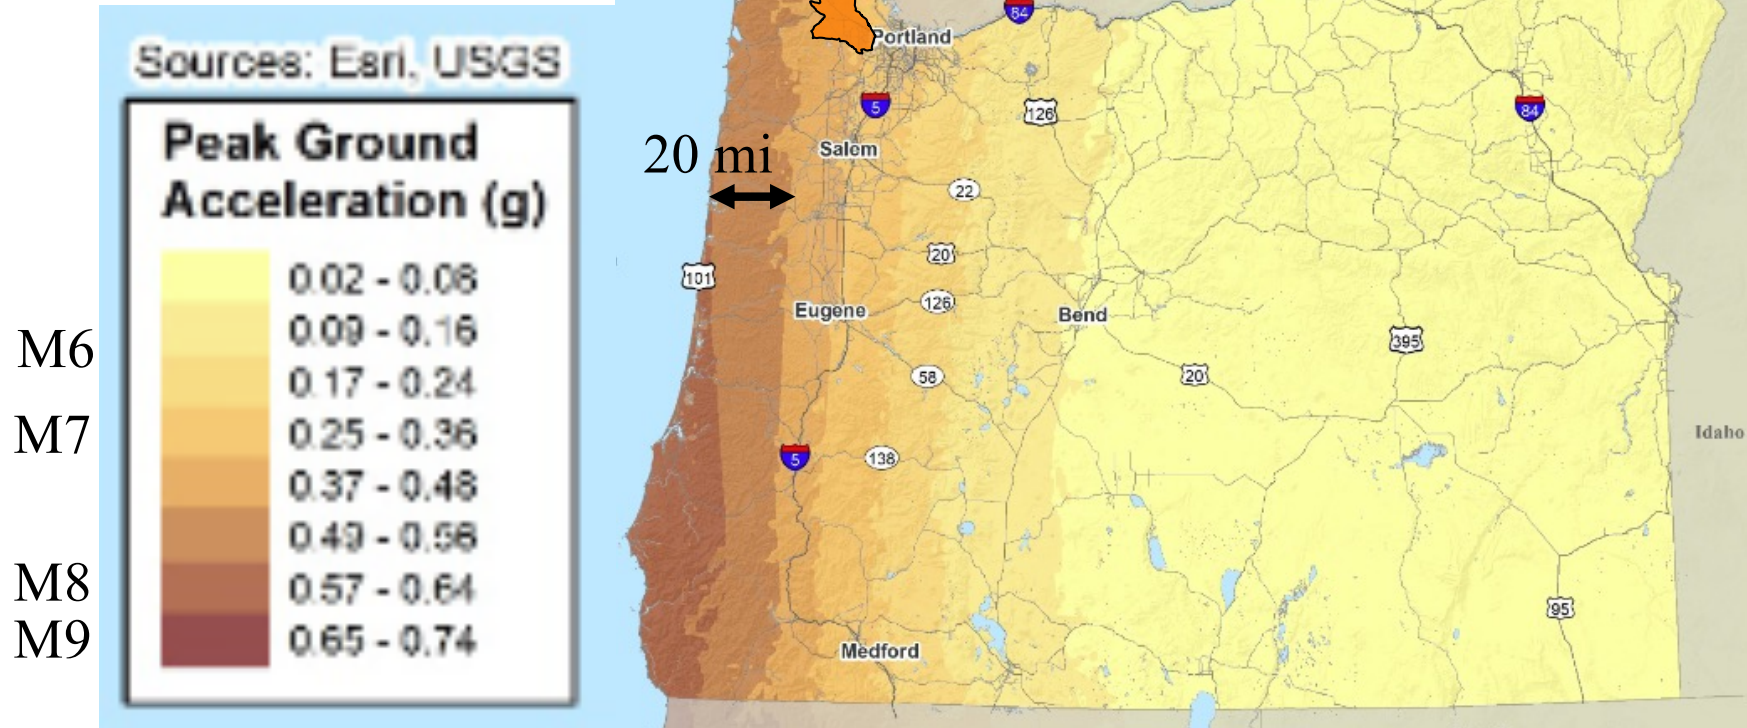 Sources: Esri, USGS
Peak Ground
Acceleration (g)
0.02 - 0.08
0.09 - 0.16
M6
0.17 - 0.24
M7
0.25 - 0.36
0.37 - 0.48
0.49 - 0.56
M8
0.57 - 0.64
M9
0.65 - 0.74
84
Portland
5
126
84
20 mi
Salem
22
20
101
126
Eugene
Bend
395
58
20
Idaho
5
138
95
Medford